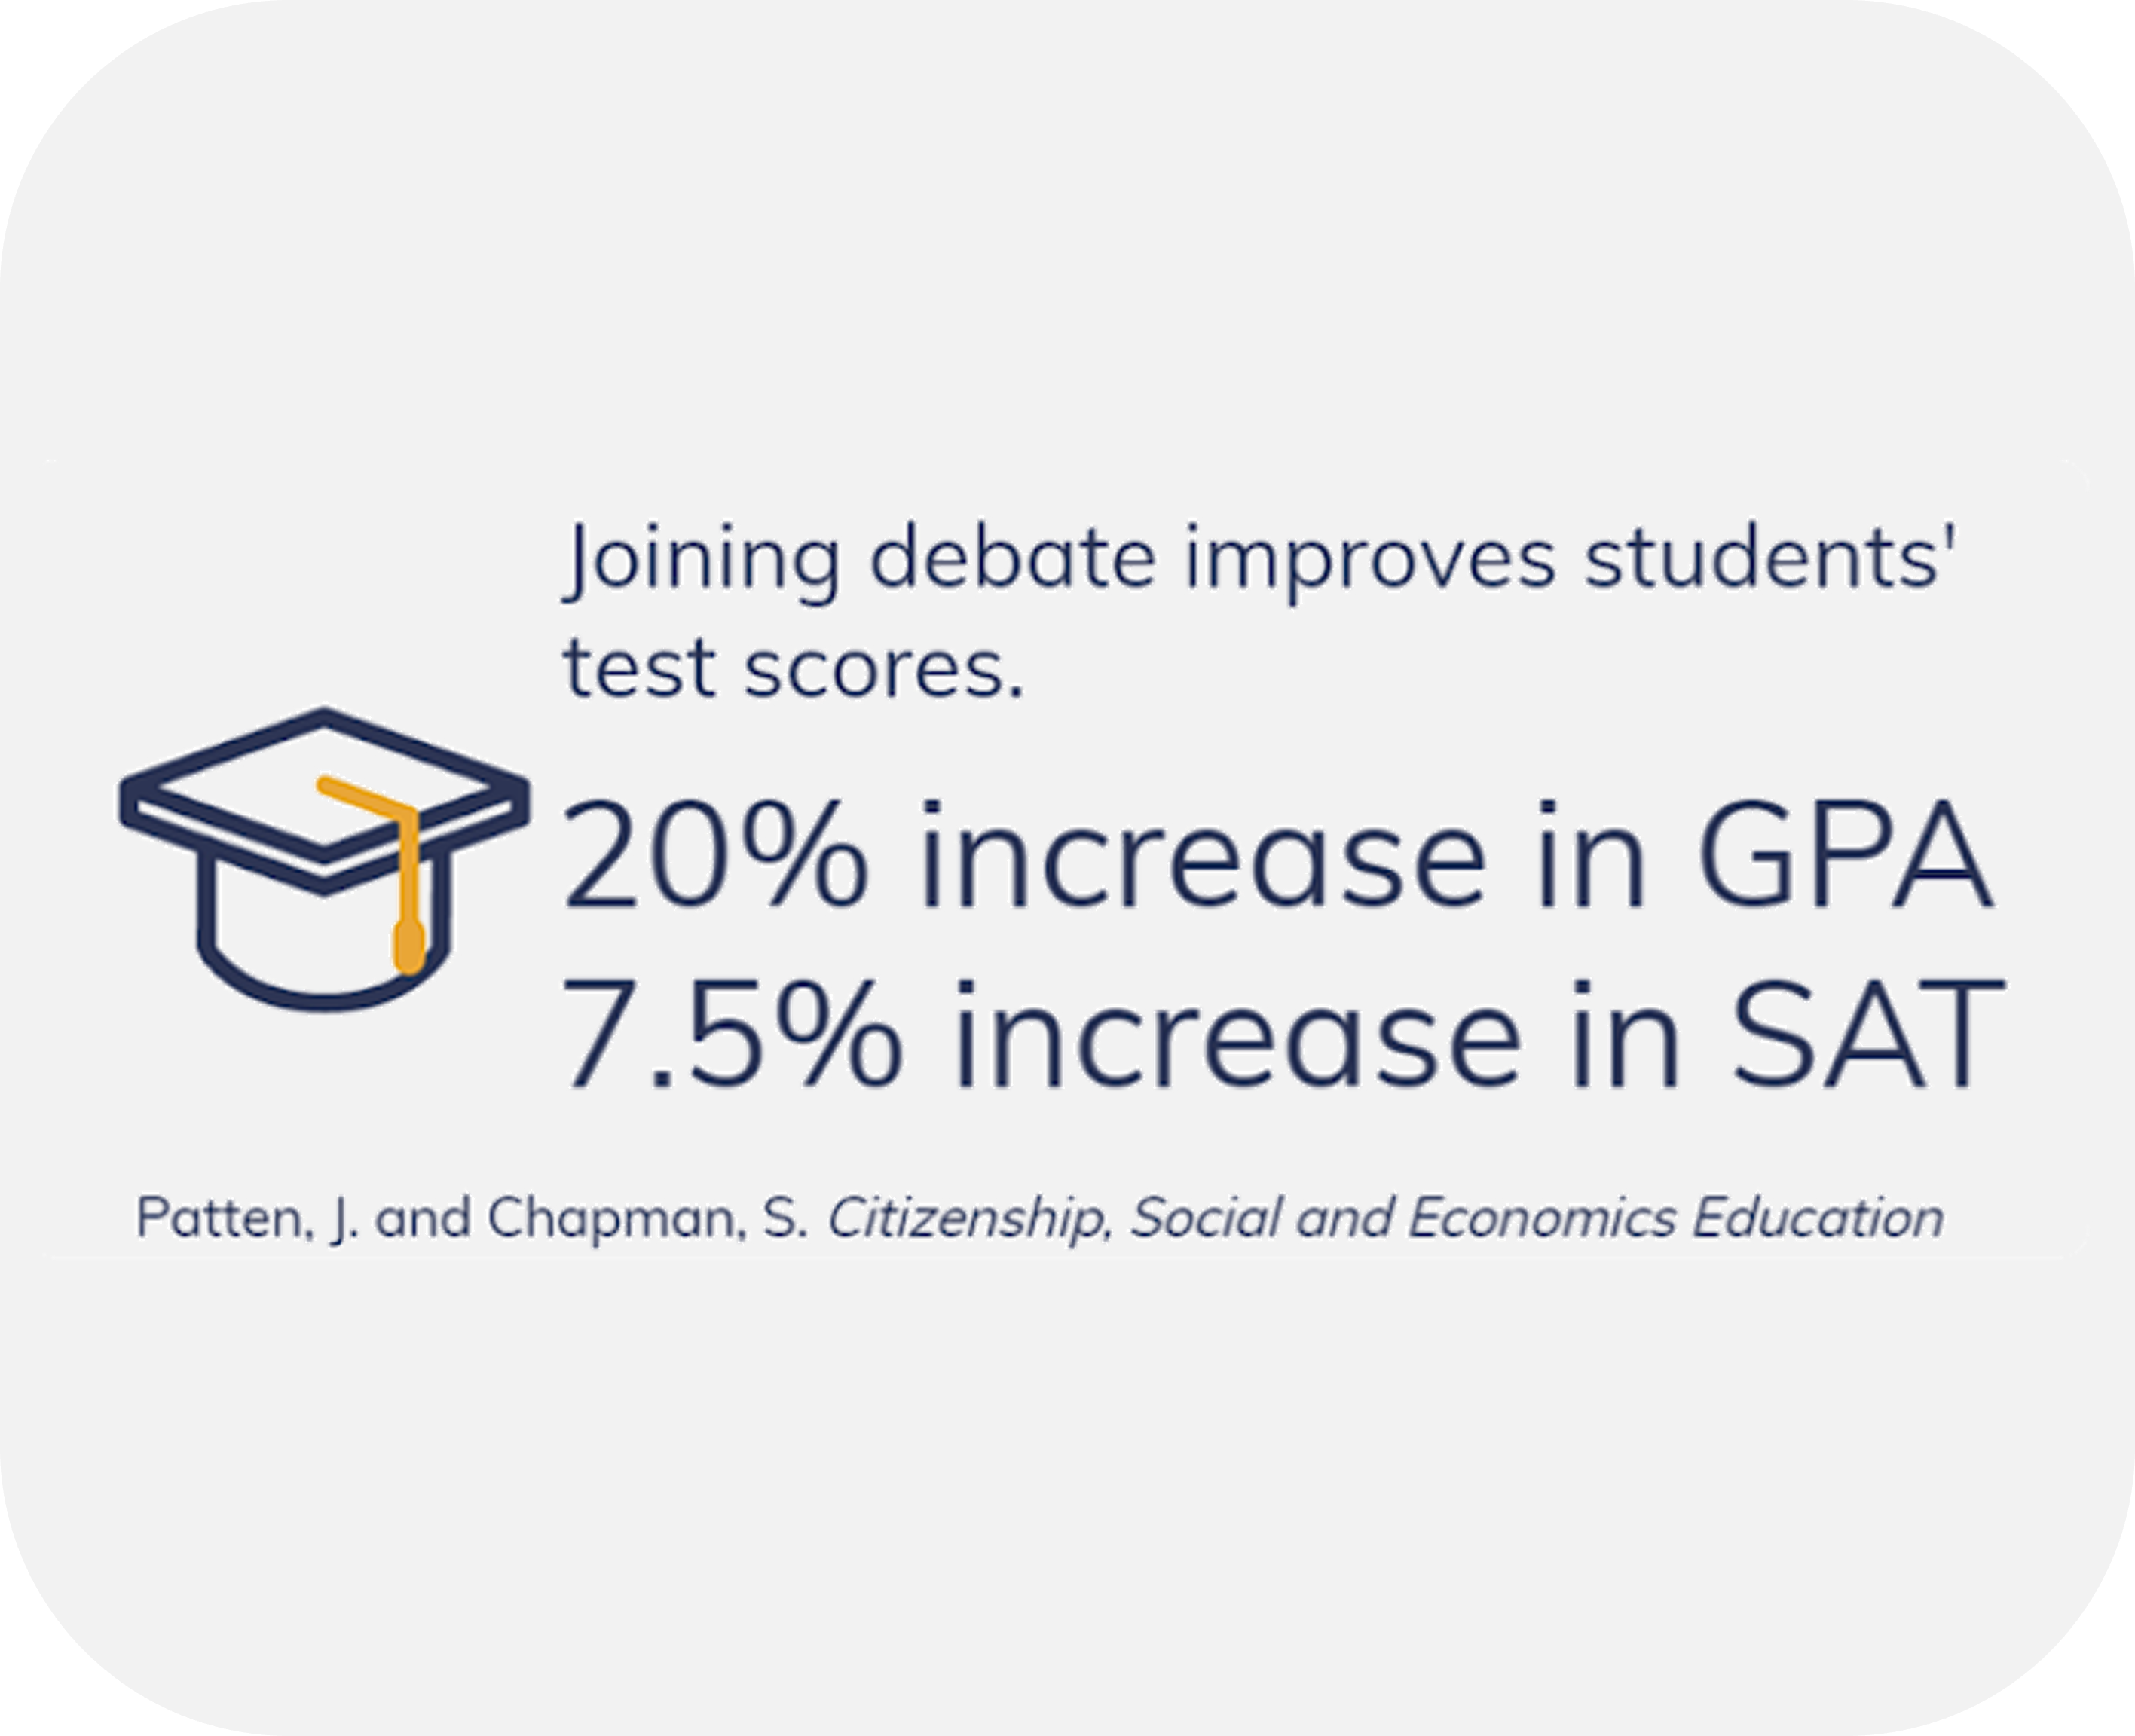 Joining debate improves students'
test scores.
20% increase in GPA
7.5% increase in SAT
Patten, J. and Chapman, S. Citizenship, Social and Economics Education